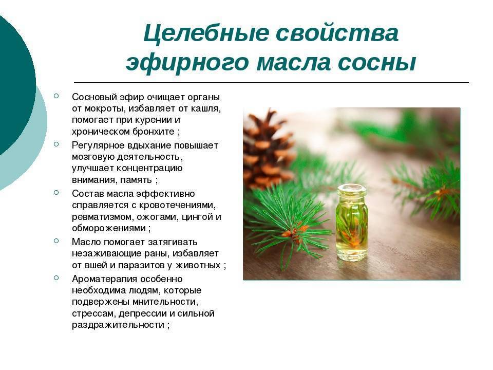 Целебные свойства
эфирного масла сосны
Сосновый эфир очищает органы
от мокроты, избавляет от кашля,
помогает при курении и
хроническом бронхите ;
Регулярное вдыхание повышает
мозговую деятельность,
улучшает концентрацию
внимания, память ;
Состав масла эффективно
справляется с кровотечениями,
ревматизмом, ожогами, цингой и
обморожениями ;
Масло помогает затягивать
незаживающие раны, избавляет
от вшей и паразитов у животных ;
Ароматерапия особенно
необходима людям, которые
подвержены мнительности,
стрессам, депрессии и сильной
раздражительности ;